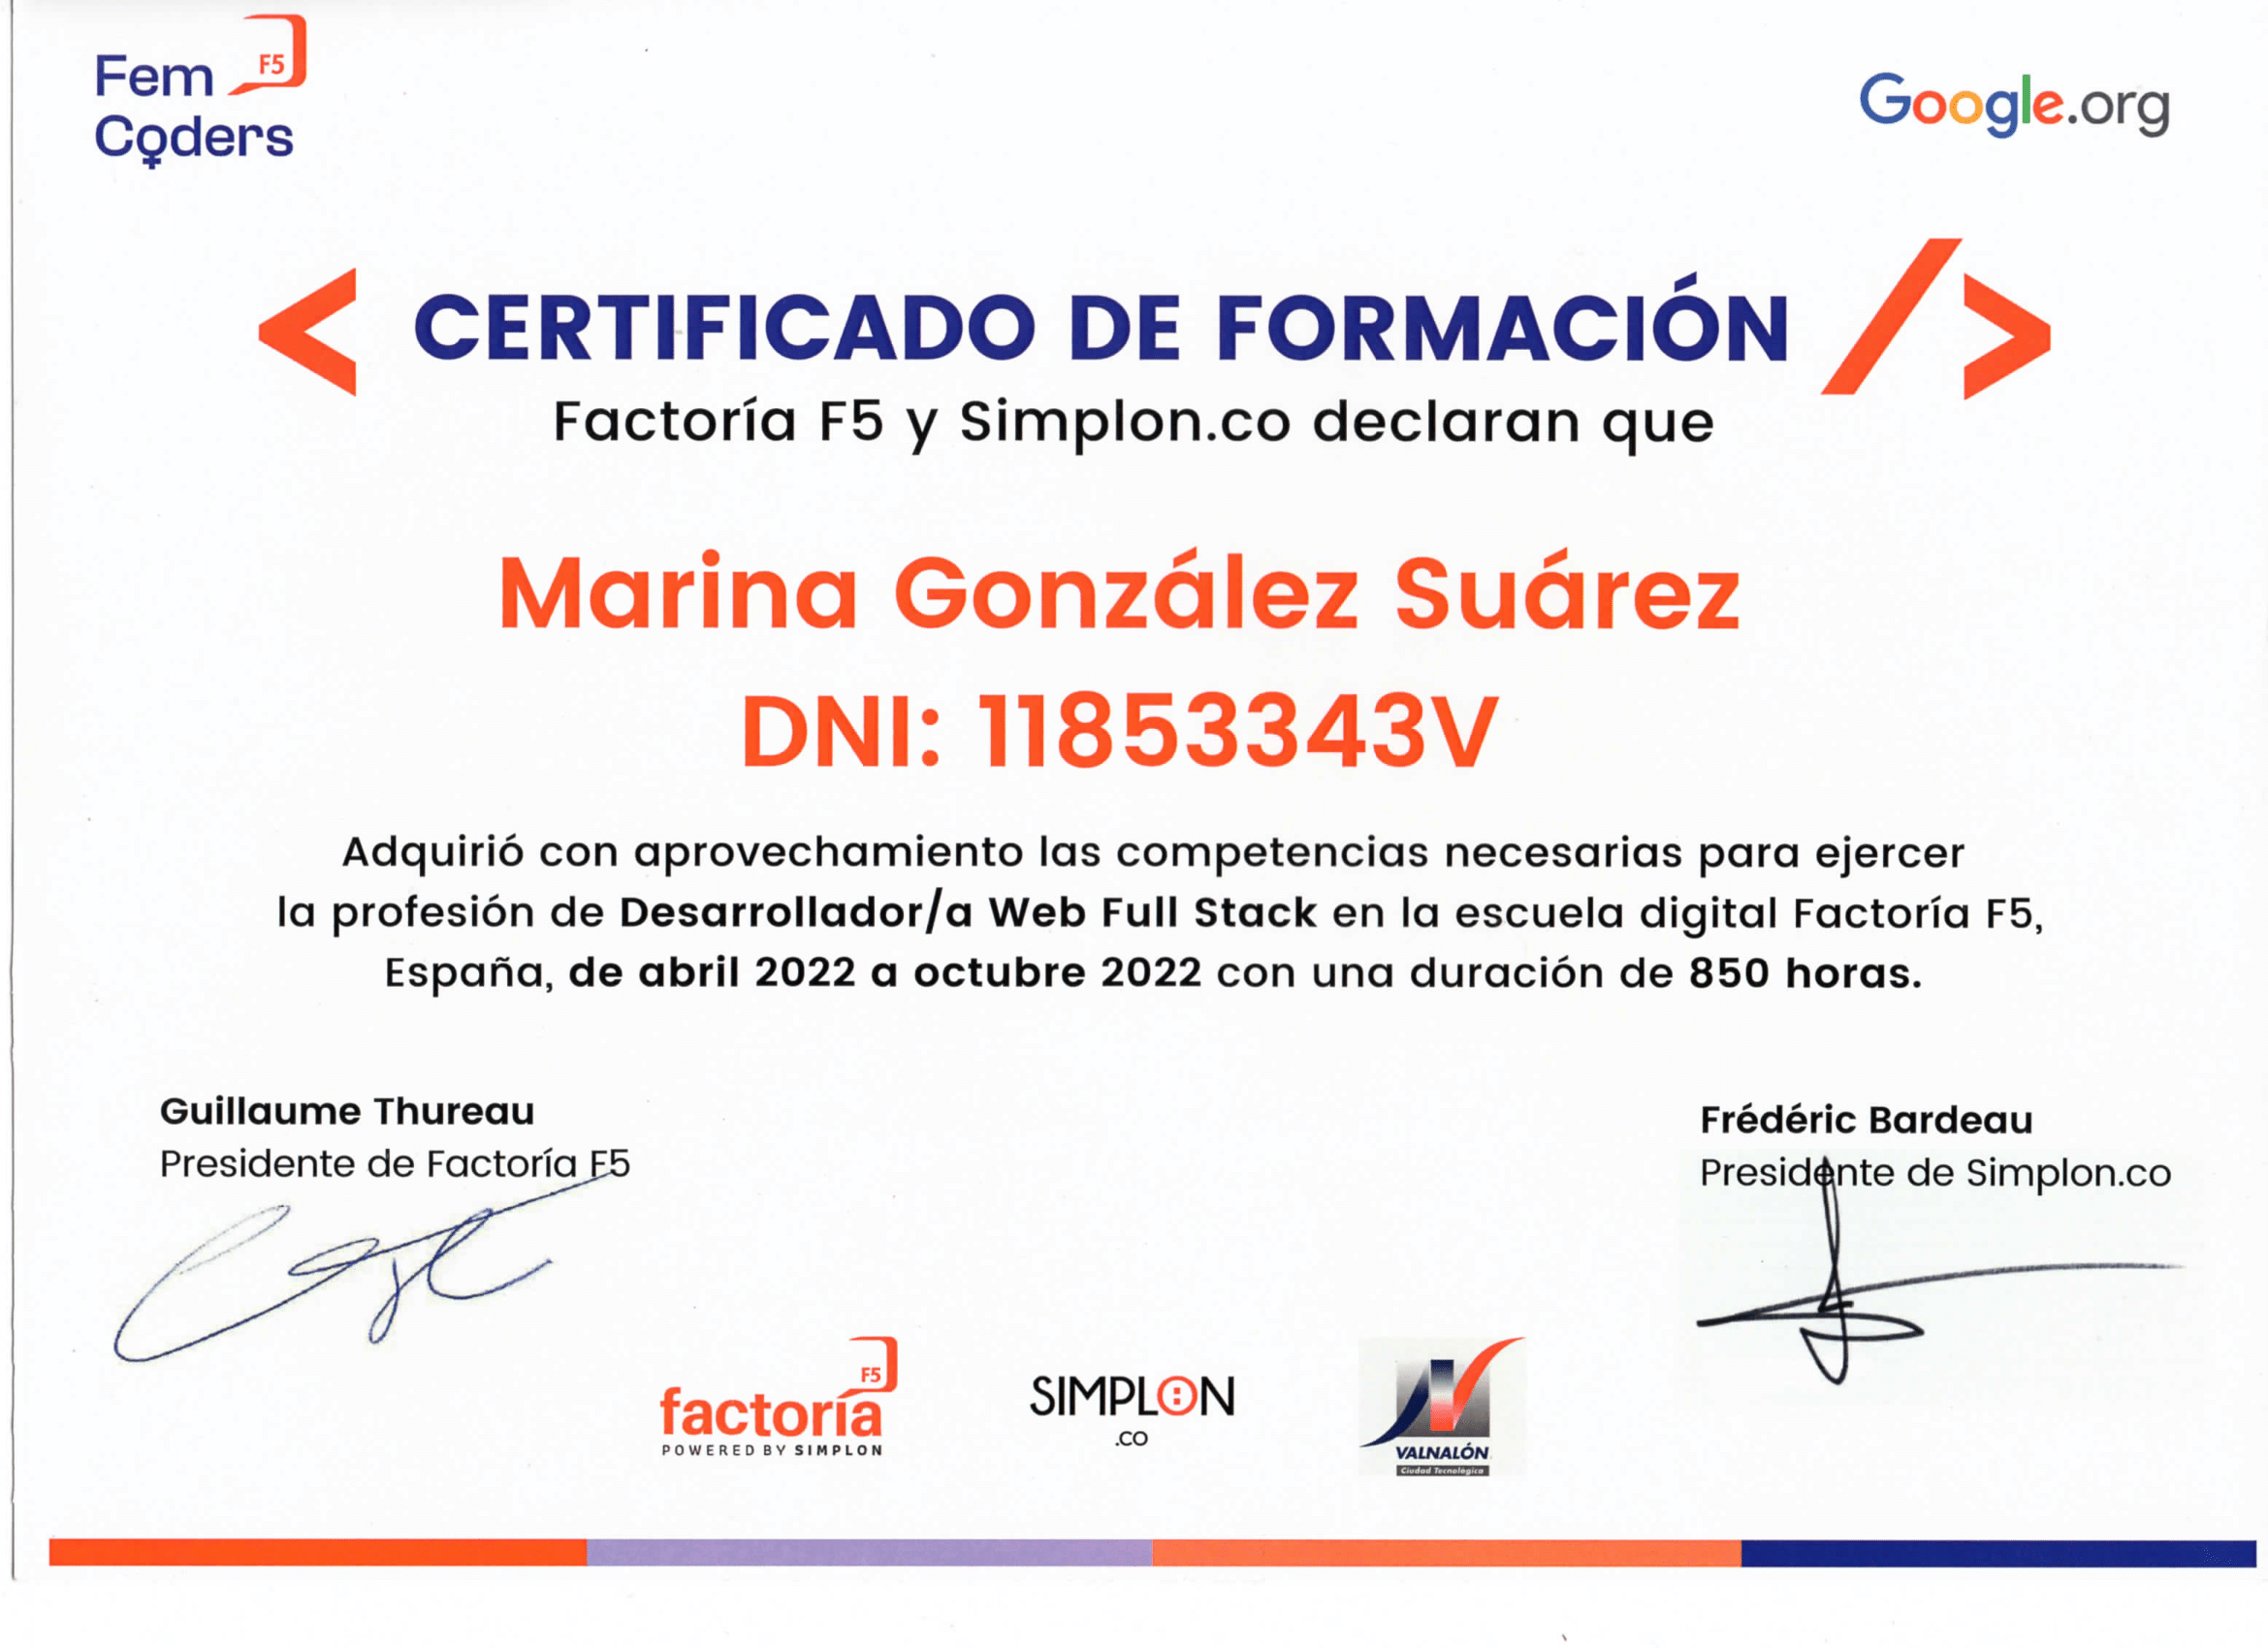 Fem F5
Coders
Google.org
< CERTIFICADO DE FORMACIÓN />
Factoría F5 y Simplon.co declaran que
Marina González Suárez
DNI: 11853343V
Adquirió con aprovechamiento las competencias necesarias para ejercer
la profesión de Desarrollador/a Web Full Stack en la escuela digital Factoría F5,
España, de abril 2022 a octubre 2022 con una duración de 850 horas.
Guillaume Thureau
Presidente de Factoría F5
Frédéric Bardeau
Presidente de Simplon.co
F5
factoría
POWERED BY SIMPLON
SIMPLON
.CO
VALNALÓN
Ciudad Tecnológica